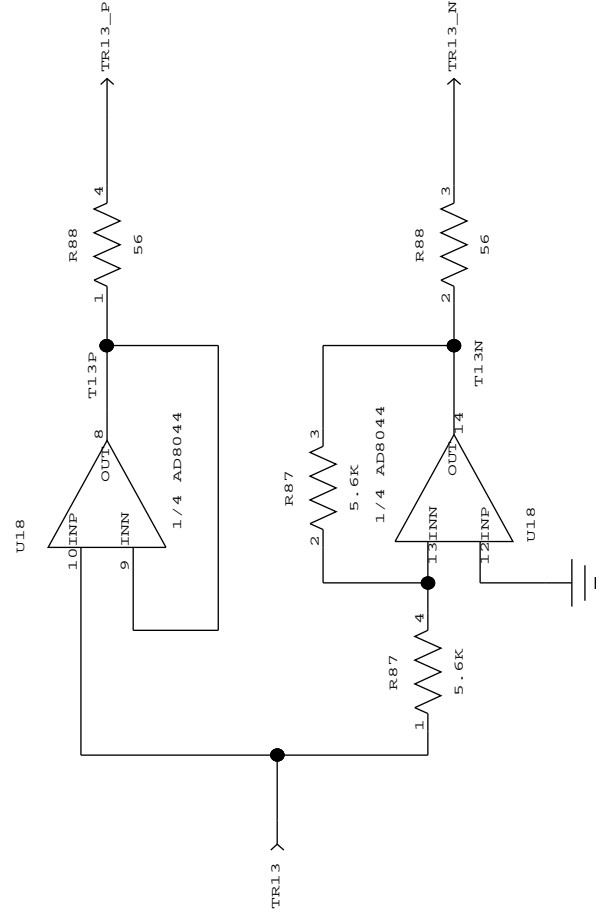 TR13_P
TR13_N
4
R88
56
1
3
R88
56
2
T13P
T13N
8
OUT
1/4 AD8044
U18
10
INP
INN
9
14
OUT
1/4 AD8044
U18
13
INN
12
INP
3
R87
5.6K
2
4
R87
5.6K
1
TR13